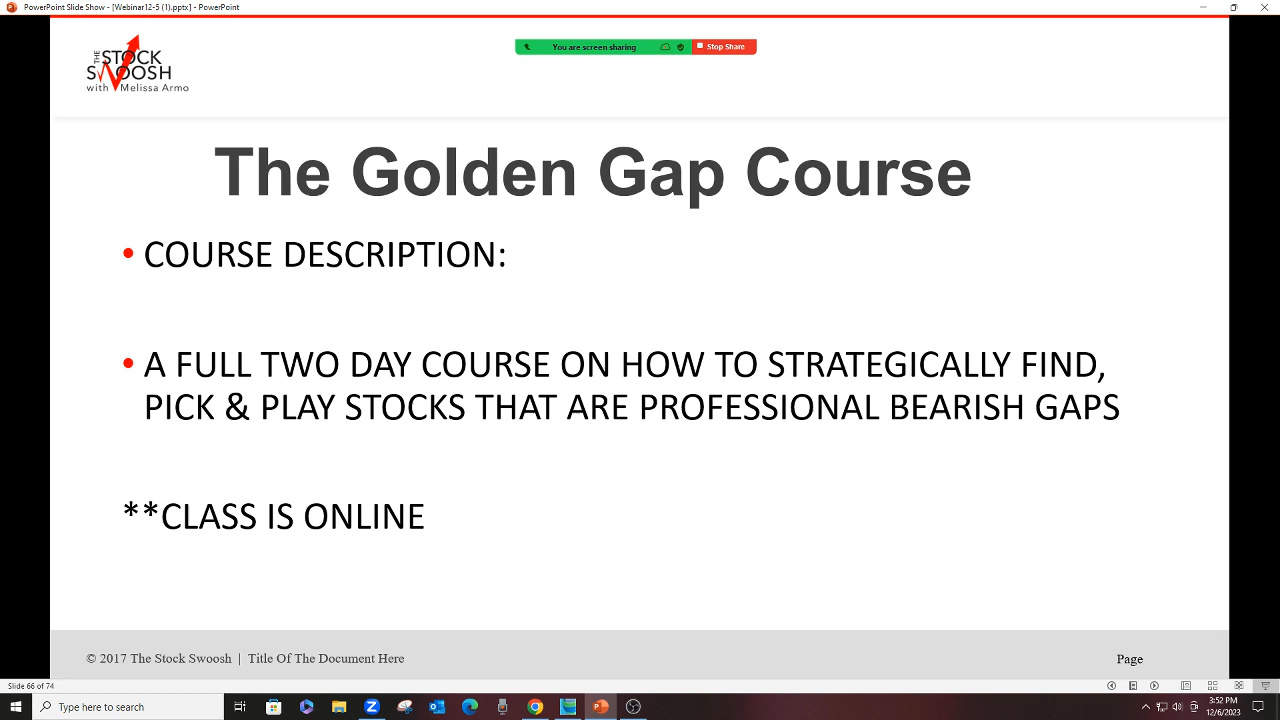 PowerPoint Slide Show - [Webinar12-5 (1).pptx] - PowerPoint
THE
STOCK
SWOOSH
with Melissa Armo
You are screen sharing
Stop Share
The Golden Gap Course
• COURSE DESCRIPTION:
• A FULL TWO DAY COURSE ON HOW TO STRATEGICALLY FIND,
PICK & PLAY STOCKS THAT ARE PROFESSIONAL BEARISH GAPS
**CLASS IS ONLINE
© 2017 The Stock Swoosh | Title Of The Document Here
Page
Slide 66 of 74
Type here to search
3:52 PM
12/6/2023